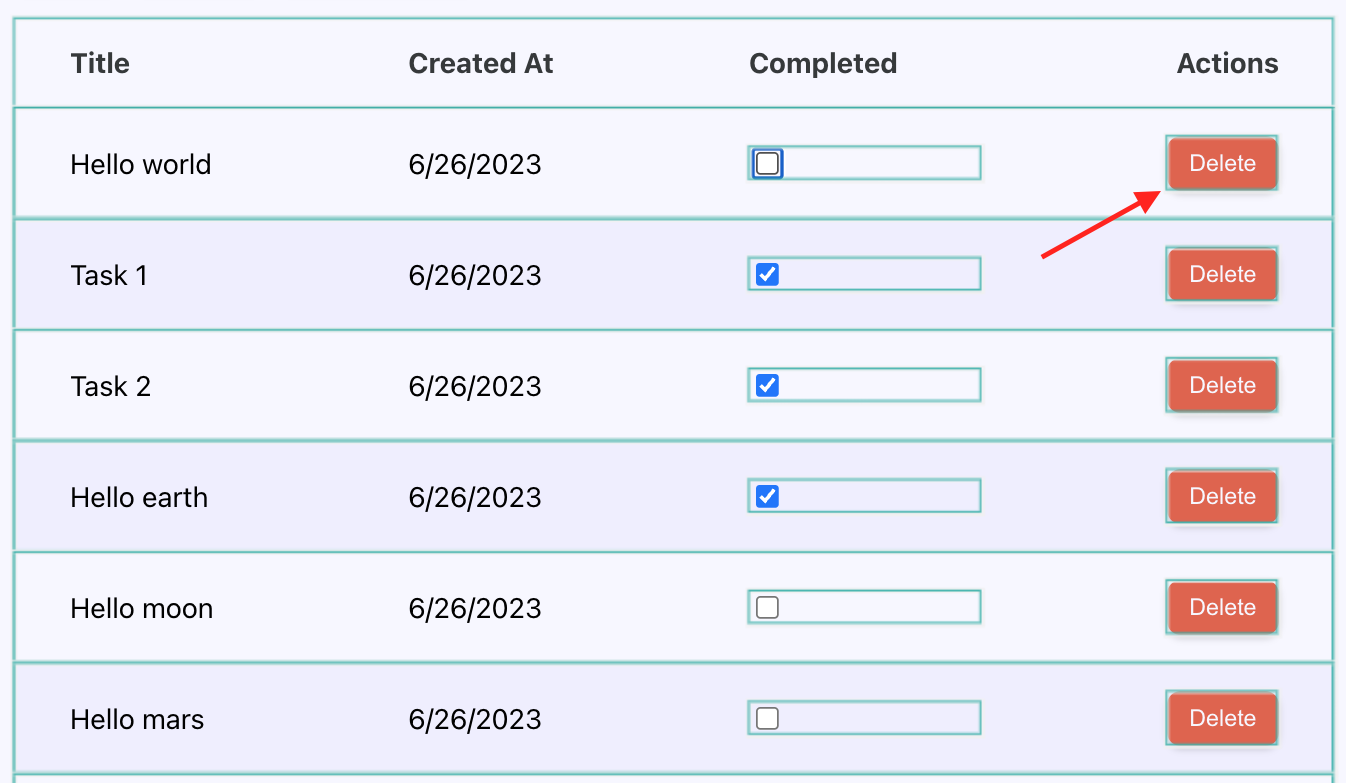 Title Created At Completed Actions
Hello world 6/26/2023 Delete
Task 1 6/26/2023 Delete
Task 2 6/26/2023 Delete
Hello earth 6/26/2023 Delete
Hello moon 6/26/2023 Delete
Hello mars 6/26/2023 Delete